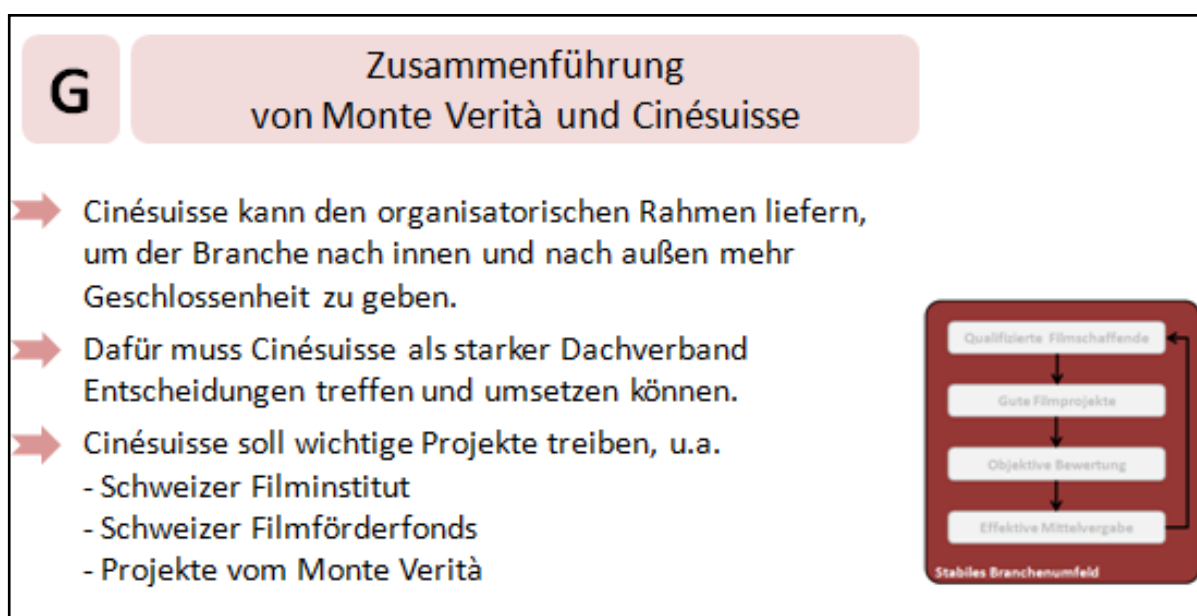 G
Zusammenführung
von Monte Verità und Cinésuisse
Cinésuisse kann den organisatorischen Rahmen liefern,
um der Branche nach innen und nach außen mehr
Geschlossenheit zu geben.
Dafür muss Cinésuisse als starker Dachverband
Entscheidungen treffen und umsetzen können.
Cinésuisse soll wichtige Projekte treiben, u.a.
- Schweizer Filminstitut
- Schweizer Filmförderfonds
- Projekte vom Monte Verità
Qualifizierte Filmschaffende
Gute Filmprojekte
Objektive Bewertung
Effektive Mittelvergabe
Stabiles Branchenumfeld